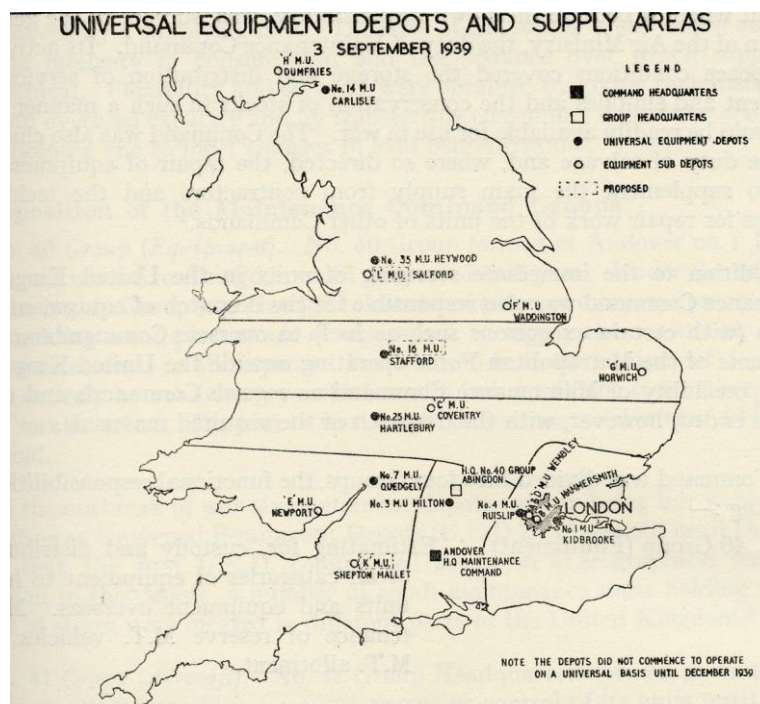 UNIVERSAL EQUIPMENT DEPOTS AND SUPPLY AREAS
3 SEPTEMBER 1939
'H' M.U.
DUMFRIES
No. 14 M.U
CARLISLE
LEGEND
COMMAND HEADQUARTERS
GROUP HEADQUARTERS
UNIVERSAL EQUIPMENT DEPOTS
EQUIPMENT SUB DEPOTS
PROPOSED
No. 35 M.U. HEYWOOD
'L' M.U. SALFORD
'F' M.U
WADDINGTON
No. 16 M.U.
STAFFORD
'G' M.U.
NORWICH
'C' M.U.
COVENTRY
No. 25 M.U.
HARTLEBURY
No. 7 M.U.
QUEDGELY
H.Q. No. 40 GROUP
ABINGDON
WEMBLEY
HAMMERSMITH
'E' M.U.
NEWPORT
No. 3 M.U MILTON
No. 4 M.U.
RUISLIP
LONDON
No. 1 M.U.
KIDBROOKE
ANDOVER
H.Q MAINTENANCE
COMMAND
'K' M.U.
SHEPTON MALLET
NOTE THE DEPOTS DID NOT COMMENCE TO OPERATE
ON A UNIVERSAL BASIS UNTIL DECEMBER 1939